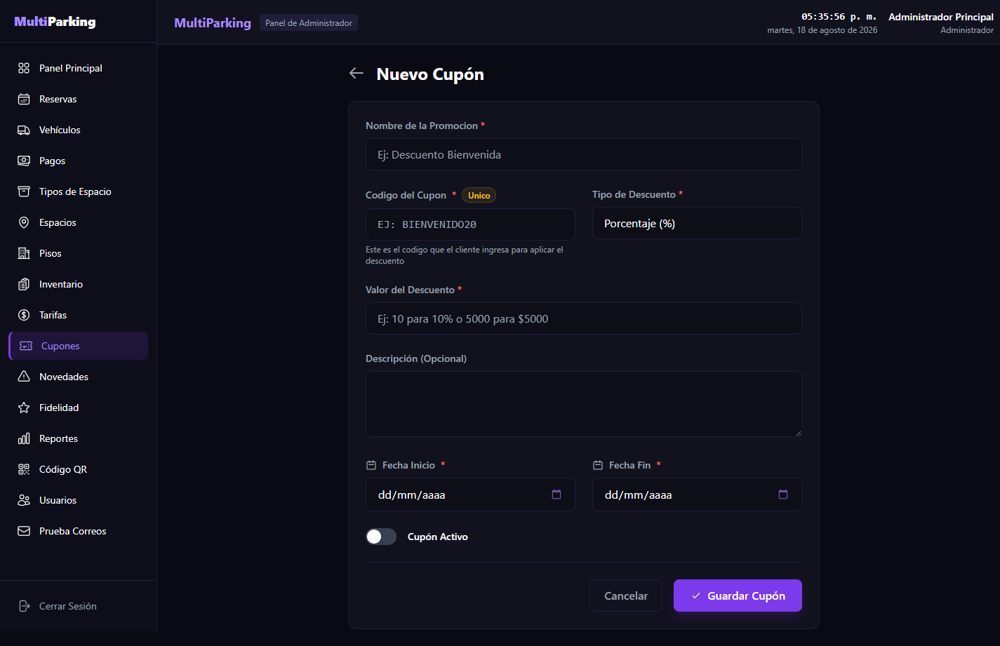 MultiParking
Panel Principal
Reservas
Vehículos
Pagos
Tipos de Espacio
Espacios
Pisos
Inventario
Tarifas
Cupones
Novedades
Fidelidad
Reportes
Código QR
Usuarios
Prueba Correos
Cerrar Sesión
MultiParking Panel de Administrador
05:35:56 p. m. Administrador Principal
martes, 18 de agosto de 2026 Administrador
Nuevo Cupón
Nombre de la Promocion *
Ej: Descuento Bienvenida
Codigo del Cupon * Unico
EJ: BIENVENIDO20
Este es el codigo que el cliente ingresa para aplicar el
descuento
Tipo de Descuento *
Porcentaje (%)
Valor del Descuento *
Ej: 10 para 10% o 5000 para $5000
Descripción (Opcional)
Fecha Inicio *
dd/mm/aaaa
Fecha Fin *
dd/mm/aaaa
Cupón Activo
Cancelar
Guardar Cupón